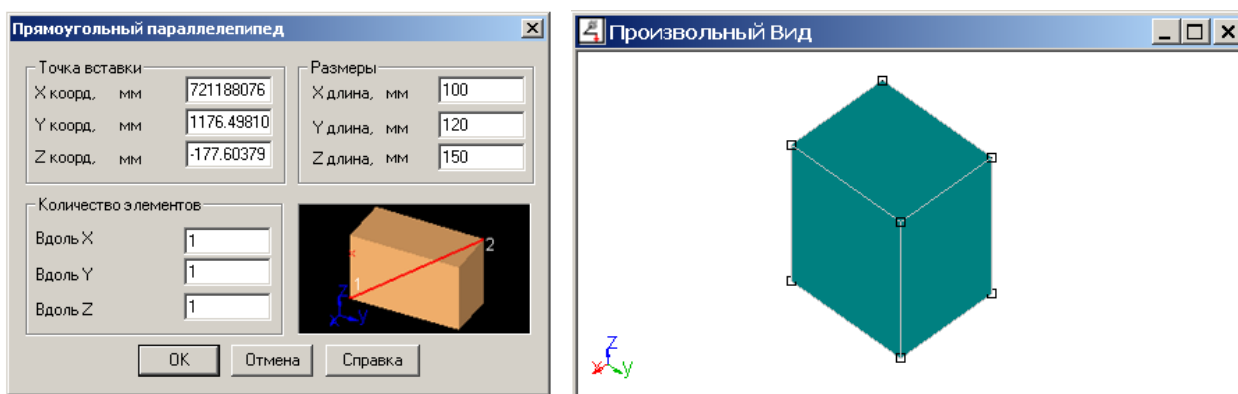 Прямоугольный параллелепипед
Точка вставки
X коорд, мм 721188076
Y коорд, мм 1176.49810
Z коорд, мм -177.60379
Размеры
X длина, мм 100
Y длина, мм 120
Z длина, мм 150
Количество элементов
Вдоль X 1
Вдоль Y 1
Вдоль Z 1
1
2
Z
X
Y
OK Отмена Справка
Произвольный Вид
Z
X
y